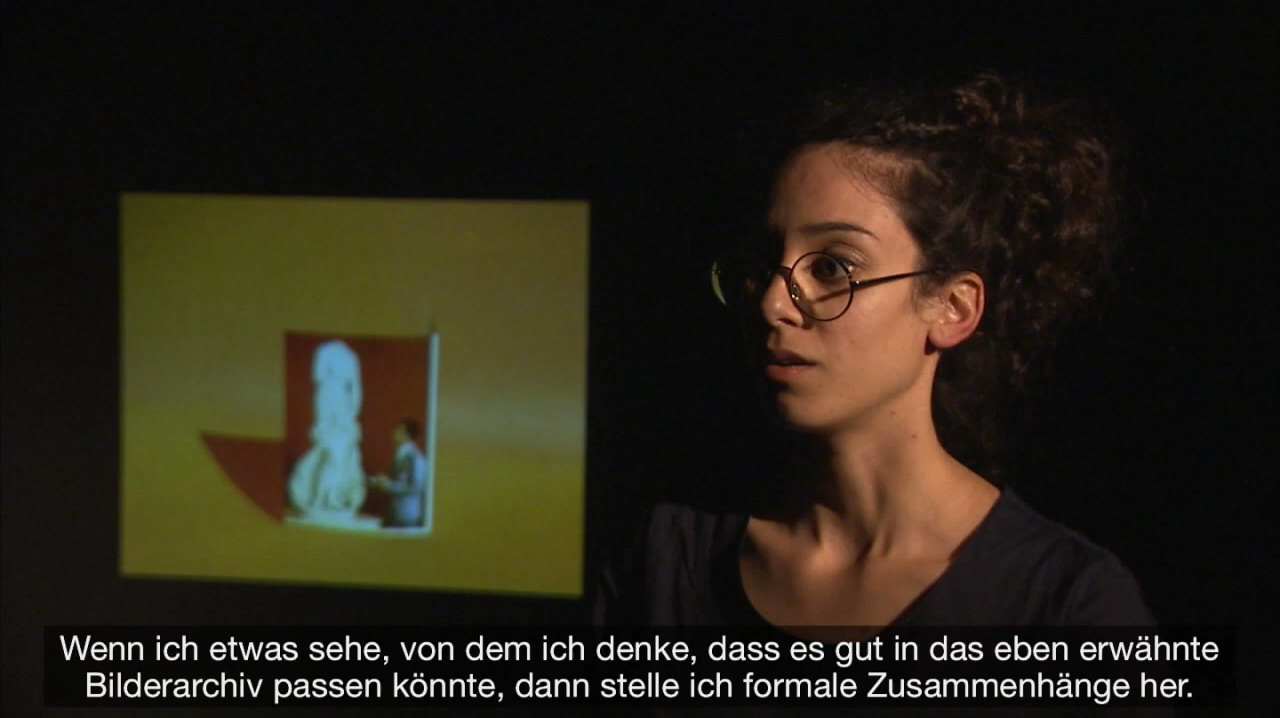 Wenn ich etwas sehe, von dem ich denke, dass es gut in das eben erwähnte
Bilderarchiv passen könnte, dann stelle ich formale Zusammenhänge her.